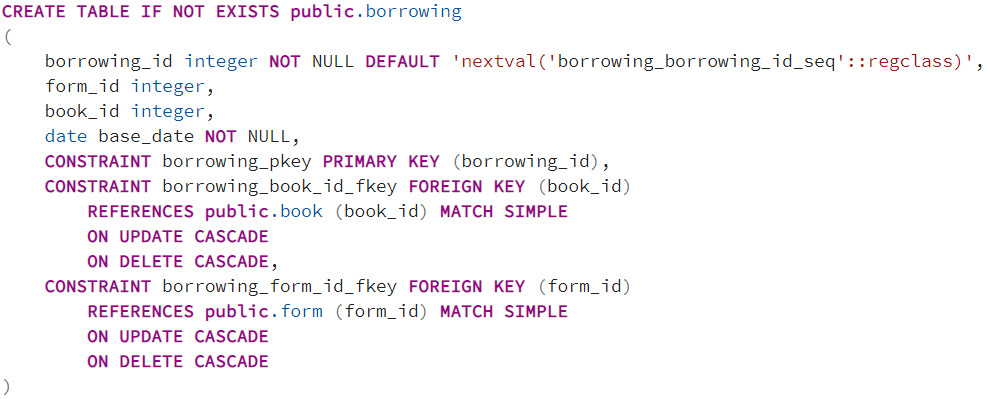 CREATE TABLE IF NOT EXISTS public.borrowing
(
    borrowing_id integer NOT NULL DEFAULT 'nextval('borrowing_borrowing_id_seq'::regclass)',
    form_id integer,
    book_id integer,
    date base_date NOT NULL,
    CONSTRAINT borrowing_pkey PRIMARY KEY (borrowing_id),
    CONSTRAINT borrowing_book_id_fkey FOREIGN KEY (book_id)
        REFERENCES public.book (book_id) MATCH SIMPLE
        ON UPDATE CASCADE
        ON DELETE CASCADE,
    CONSTRAINT borrowing_form_id_fkey FOREIGN KEY (form_id)
        REFERENCES public.form (form_id) MATCH SIMPLE
        ON UPDATE CASCADE
        ON DELETE CASCADE
)